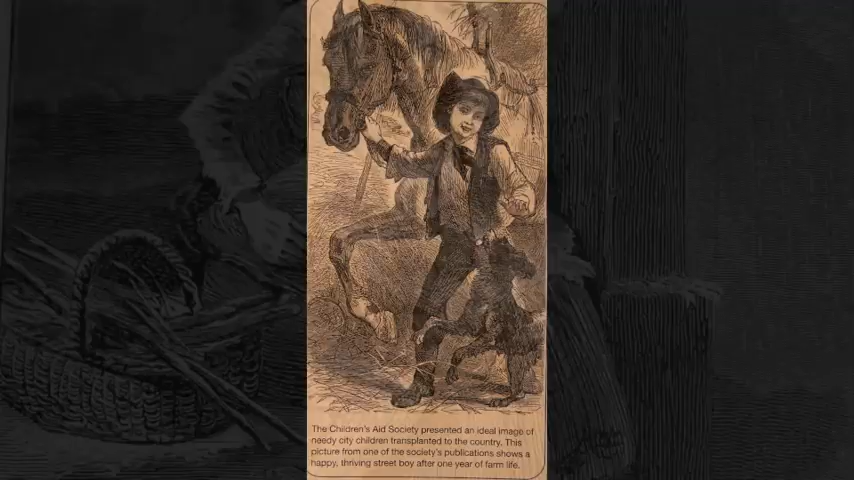 The Children's Aid Society presented an ideal image of
needy city children transplanted to the country. This
picture from one of the society's publications shows a
happy, thriving street boy after one year of farm life.